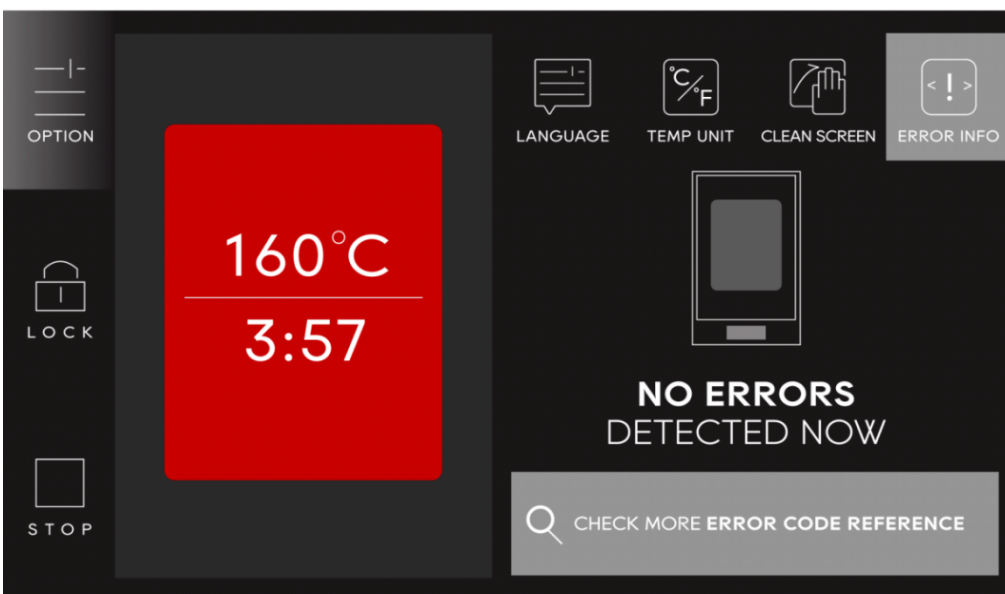 OPTION
LOCK
STOP
160°C
3:57
LANGUAGE
°C/°F
TEMP UNIT
CLEAN SCREEN
<!>
ERROR INFO
NO ERRORS
DETECTED NOW
CHECK MORE ERROR CODE REFERENCE